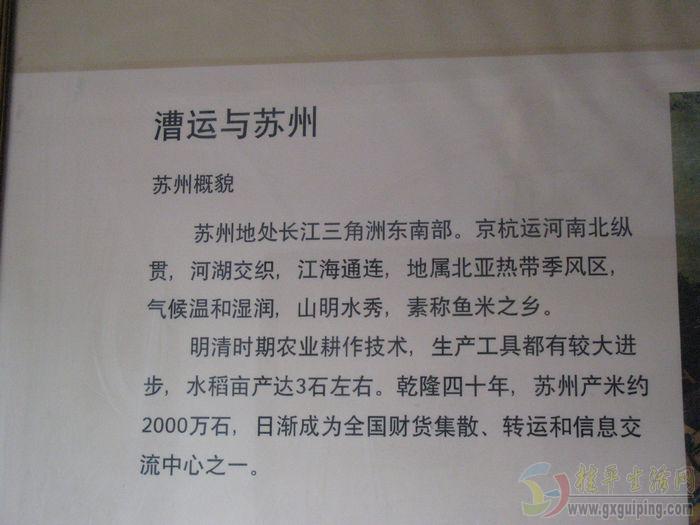 漕运与苏州
苏州概貌
苏州地处长江三角洲东南部。京杭运河南北纵
贯，河湖交织，江海通连，地属北亚热带季风区，
气候温和湿润，山明水秀，素称鱼米之乡。
明清时期农业耕作技术，生产工具都有较大进
步，水稻亩产达3石左右。乾隆四十年，苏州产米约
2000万石，日渐成为全国财货集散、转运和信息交
流中心之一。
桂平生活网
www.gxguiping.com